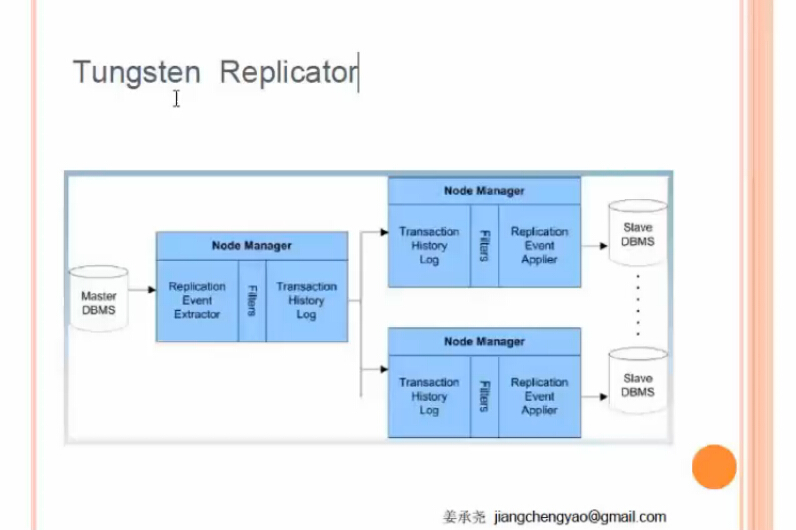 Tungsten Replicator
Master
DBMS
Node Manager
Replication
Event
Extractor
Filters
Transaction
History
Log
Node Manager
Transaction
History
Log
Filters
Replication
Event
Applier
Slave
DBMS
Node Manager
Transaction
History
Log
Filters
Replication
Event
Applier
Slave
DBMS
姜承尧 jiangchengyao@gmail.com